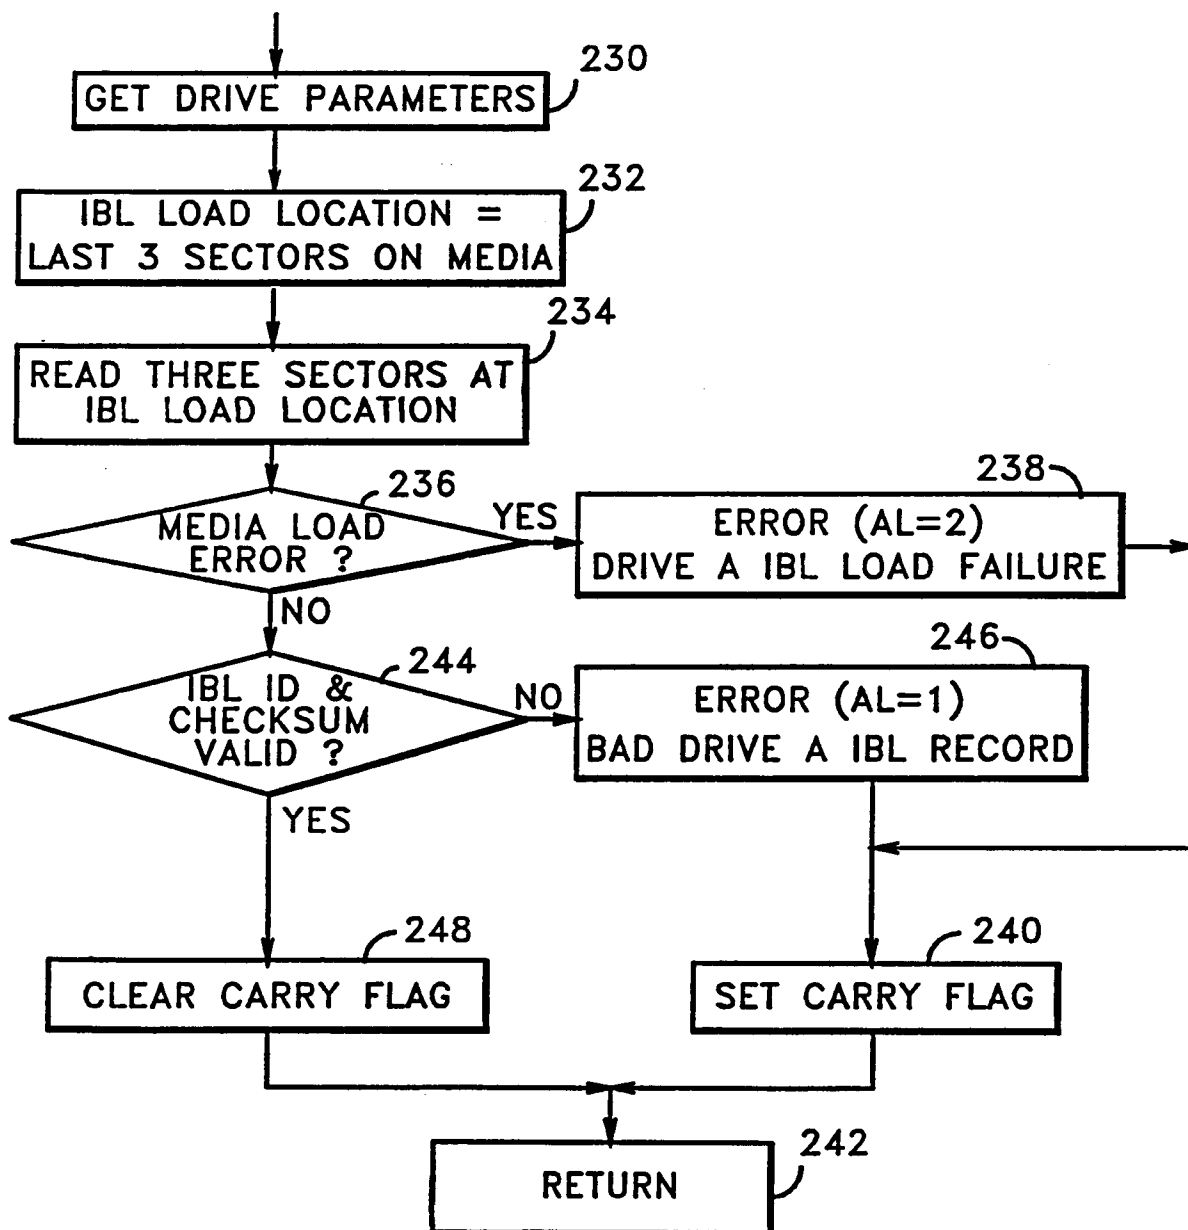 230
GET DRIVE PARAMETERS
232
IBL LOAD LOCATION =
LAST 3 SECTORS ON MEDIA
234
READ THREE SECTORS AT
IBL LOAD LOCATION
236
MEDIA LOAD
ERROR ?
YES
238
ERROR (AL=2)
DRIVE A IBL LOAD FAILURE
NO
244
IBL ID &
CHECKSUM
VALID ?
NO
246
ERROR (AL=1)
BAD DRIVE A IBL RECORD
YES
248
CLEAR CARRY FLAG
240
SET CARRY FLAG
242
RETURN